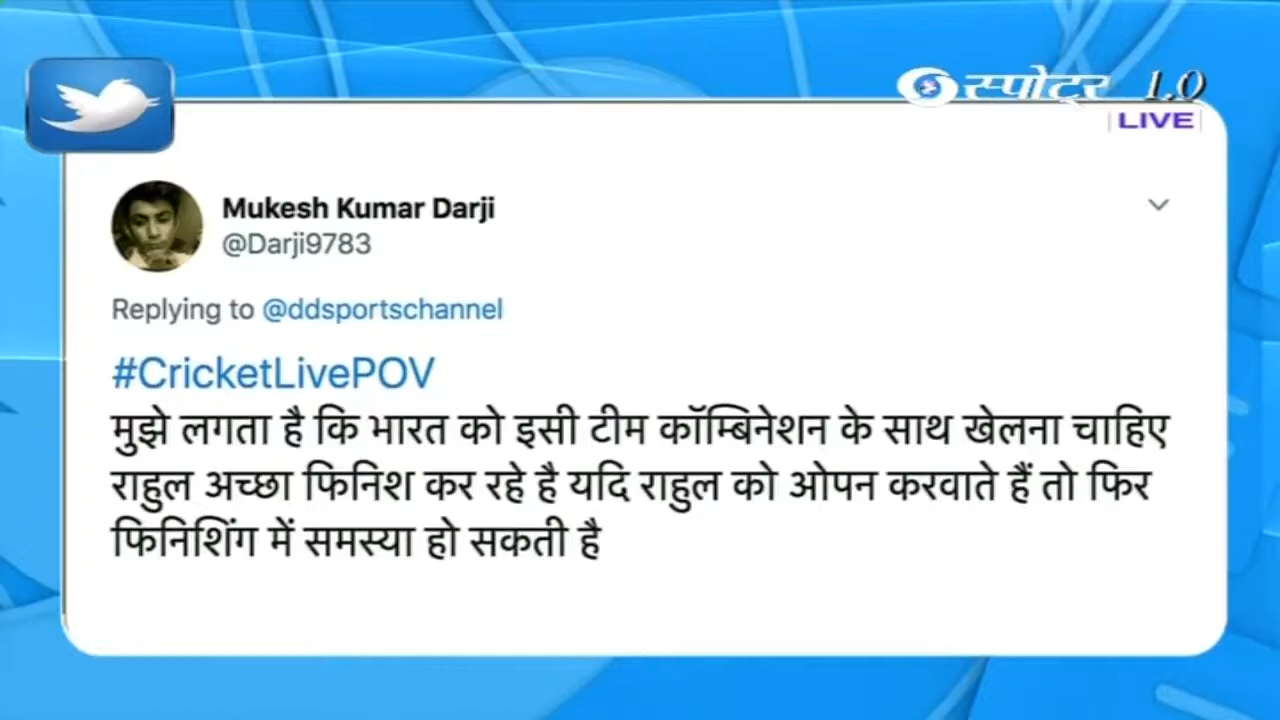 स्पोर्ट्स 1.0
LIVE
Mukesh Kumar Darji
@Darji9783
Replying to @ddsportschannel
#CricketLivePOV
मुझे लगता है कि भारत को इसी टीम कॉम्बिनेशन के साथ खेलना चाहिए
राहुल अच्छा फिनिश कर रहे है यदि राहुल को ओपन करवाते हैं तो फिर
फिनिशिंग में समस्या हो सकती है